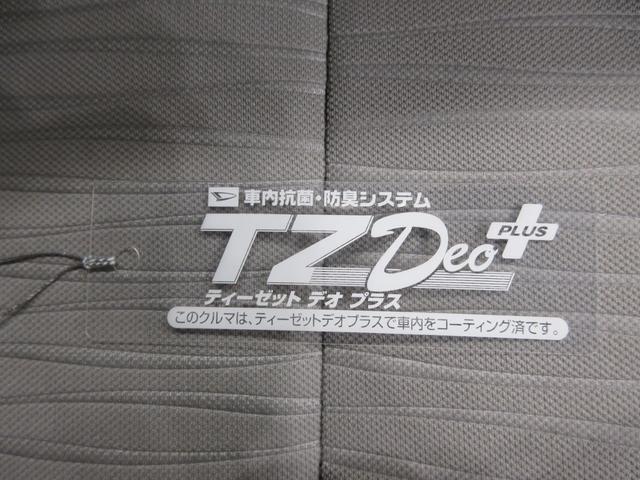 車内抗菌・防臭システム
TZDeo
PLUS
ティーゼット デオ プラス
このクルマは、ティーゼットデオプラスで車内をコーティング済です。